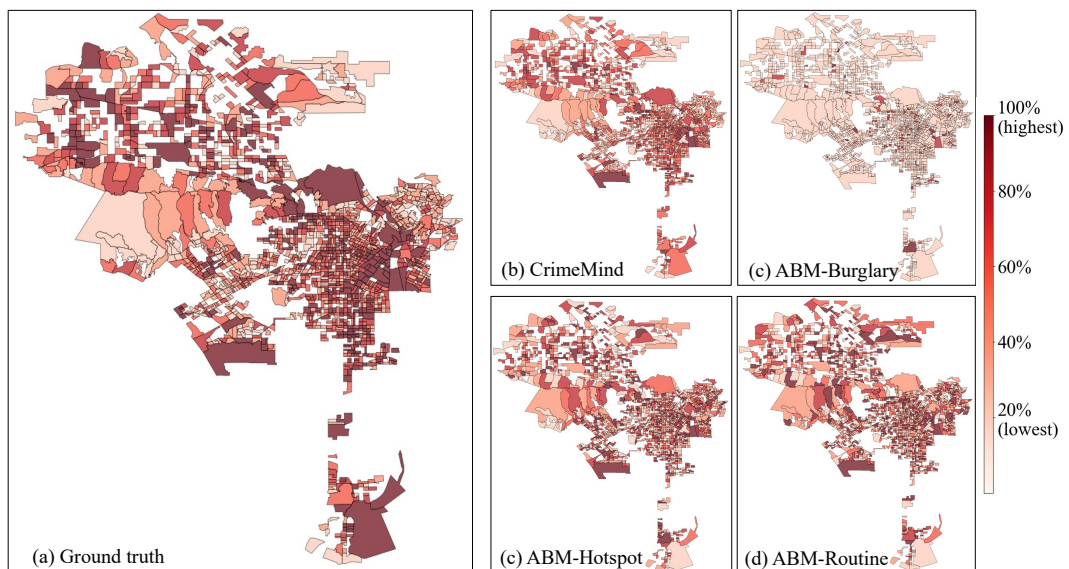 (a) Ground truth
(b) CrimeMind
(c) ABM-Burglary
(c) ABM-Hotspot
(d) ABM-Routine
100%
(highest)
80%
60%
40%
20%
(lowest)